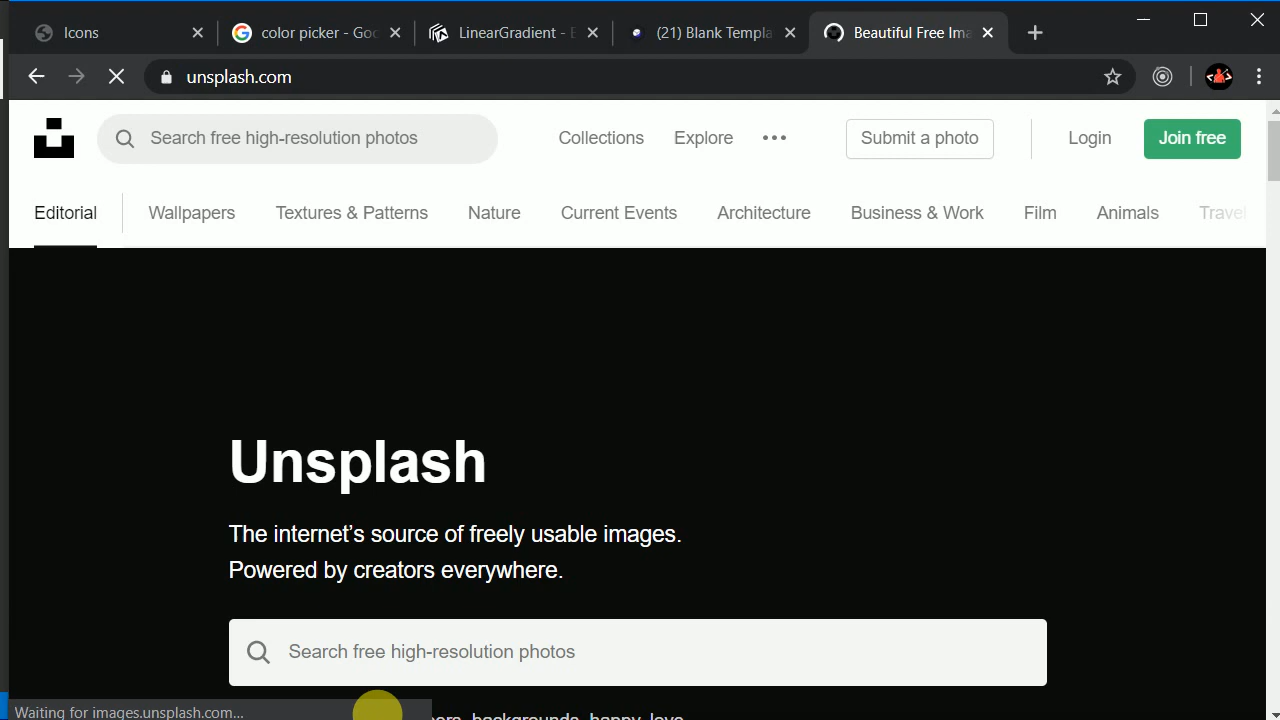 Icons
color picker - Goo
LinearGradient - E
(21) Blank Templa
Beautiful Free Ima
unsplash.com
Search free high-resolution photos
Collections
Explore
Submit a photo
Login
Join free
Editorial
Wallpapers
Textures & Patterns
Nature
Current Events
Architecture
Business & Work
Film
Animals
Travel
Unsplash
The internet's source of freely usable images.
Powered by creators everywhere.
Search free high-resolution photos
Waiting for images.unsplash.com...
backgrounds, happy, love